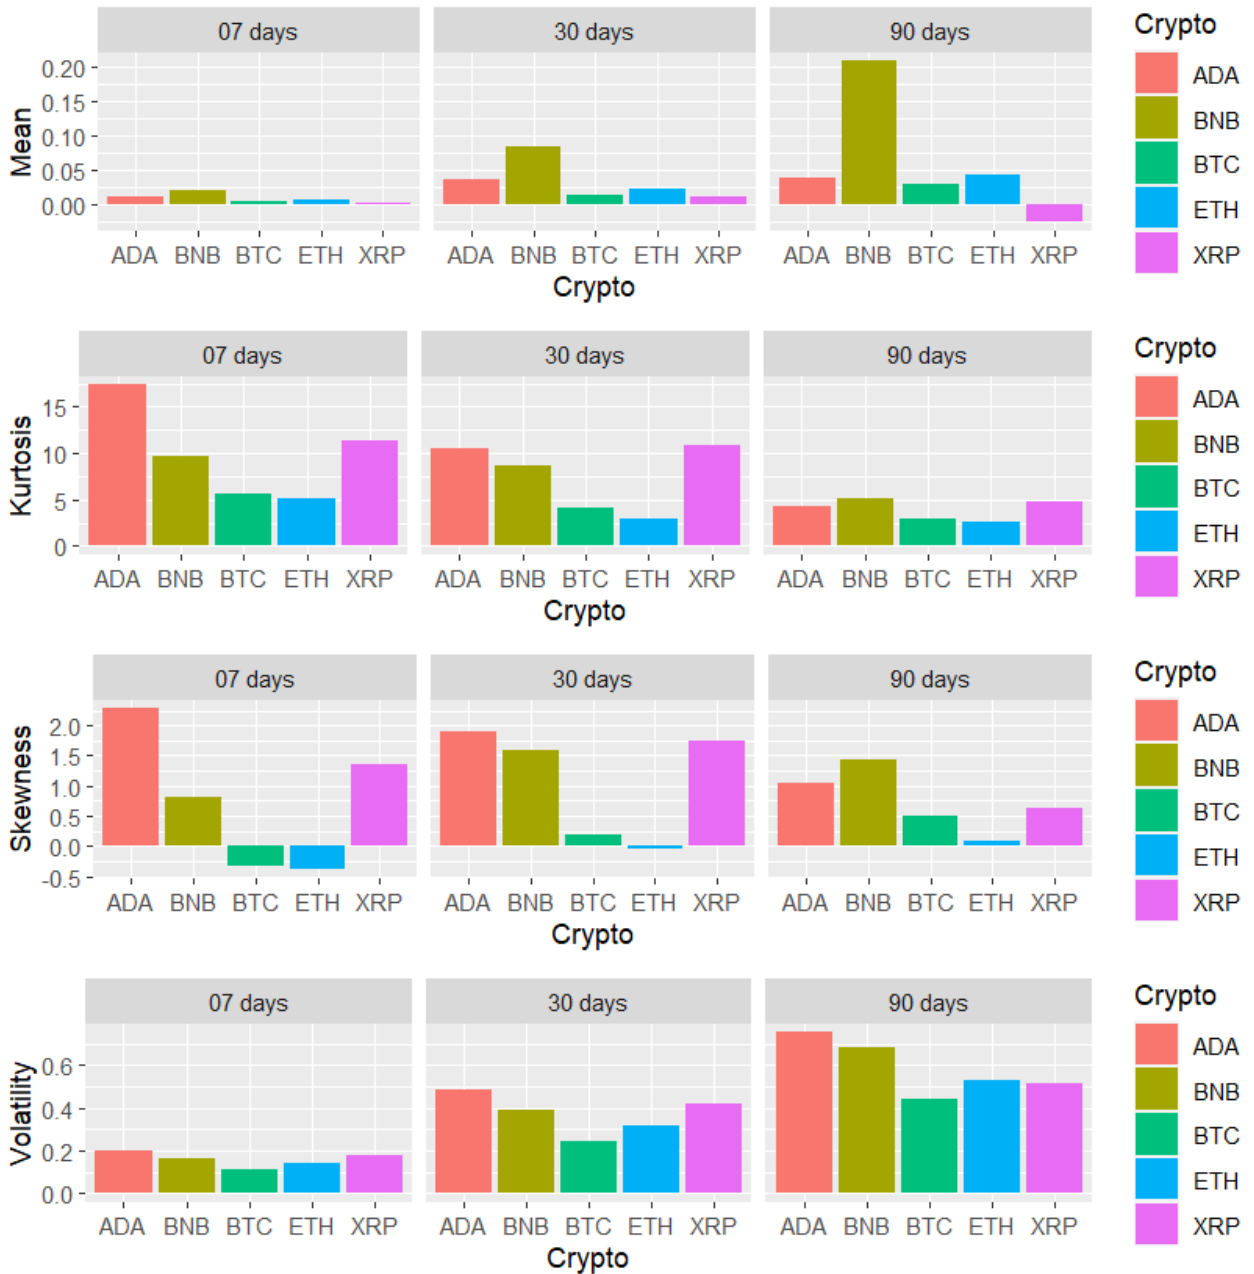 07 days 30 days 90 days
Crypto
ADA
BNB
BTC
ETH
XRP
Mean
0.20
0.15
0.10
0.05
0.00
ADA BNB BTC ETH XRP ADA BNB BTC ETH XRP ADA BNB BTC ETH XRP
Crypto
07 days 30 days 90 days
Crypto
ADA
BNB
BTC
ETH
XRP
Kurtosis
15
10
5
0
ADA BNB BTC ETH XRP ADA BNB BTC ETH XRP ADA BNB BTC ETH XRP
Crypto
07 days 30 days 90 days
Crypto
ADA
BNB
BTC
ETH
XRP
Skewness
2.0
1.5
1.0
0.5
0.0
-0.5
ADA BNB BTC ETH XRP ADA BNB BTC ETH XRP ADA BNB BTC ETH XRP
Crypto
07 days 30 days 90 days
Crypto
ADA
BNB
BTC
ETH
XRP
Volatility
0.6
0.4
0.2
0.0
ADA BNB BTC ETH XRP ADA BNB BTC ETH XRP ADA BNB BTC ETH XRP
Crypto